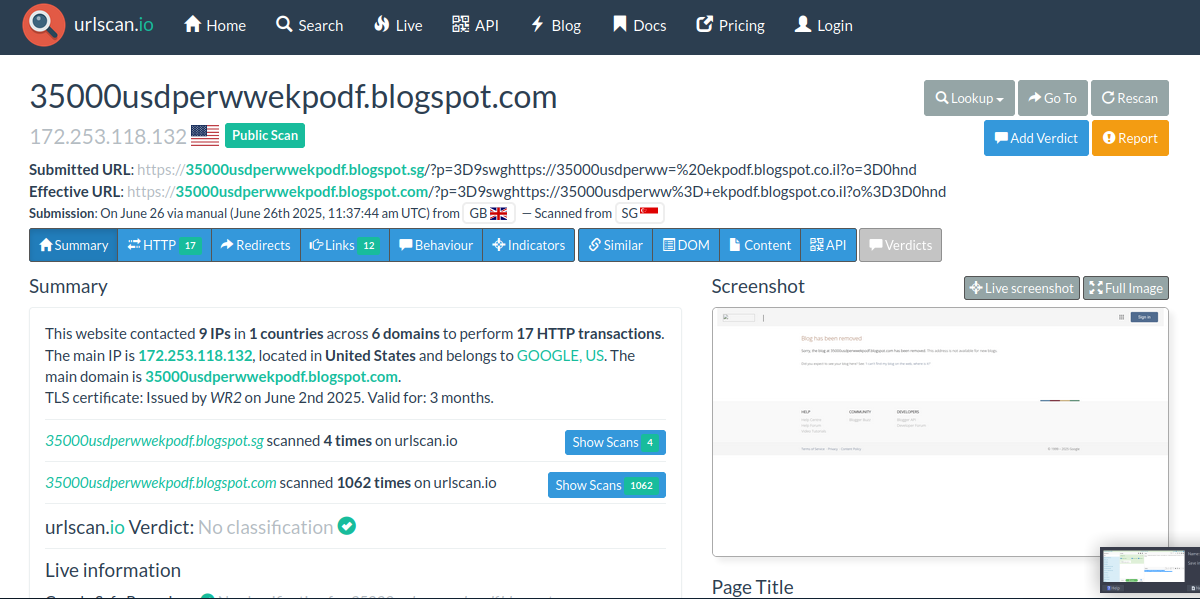 urlscan.io Home Search Live API Blog Docs Pricing Login
35000usdperwwekpodf.blogspot.com
Lookup Go To Rescan
172.253.118.132 Public Scan
Add Verdict Report
Submitted URL: https://35000usdperwwekpodf.blogspot.sg/?p=3D9swghttps://35000usdperww=%20ekpodf.blogspot.co.il?o=3D0hnd
Effective URL: https://35000usdperwwekpodf.blogspot.com/?p=3D9swghttps://35000usdperww%3D+ekpodf.blogspot.co.il?o%3D3D0hnd
Submission: On June 26 via manual (June 26th 2025, 11:37:44 am UTC) from GB — Scanned from SG
Summary HTTP 17 Redirects Links 12 Behaviour Indicators Similar DOM Content API Verdicts
Summary
This website contacted 9 IPs in 1 countries across 6 domains to perform 17 HTTP transactions.
The main IP is 172.253.118.132, located in United States and belongs to GOOGLE, US. The
main domain is 35000usdperwwekpodf.blogspot.com.
TLS certificate: Issued by WR2 on June 2nd 2025. Valid for: 3 months.
35000usdperwwekpodf.blogspot.sg scanned 4 times on urlscan.io Show Scans 4
35000usdperwwekpodf.blogspot.com scanned 1062 times on urlscan.io Show Scans 1062
urlscan.io Verdict: No classification
Live information
Screenshot
Live screenshot Full Image
Sign in
Blog has been removed
HELP COMMUNITY DEVELOPERS
Page Title